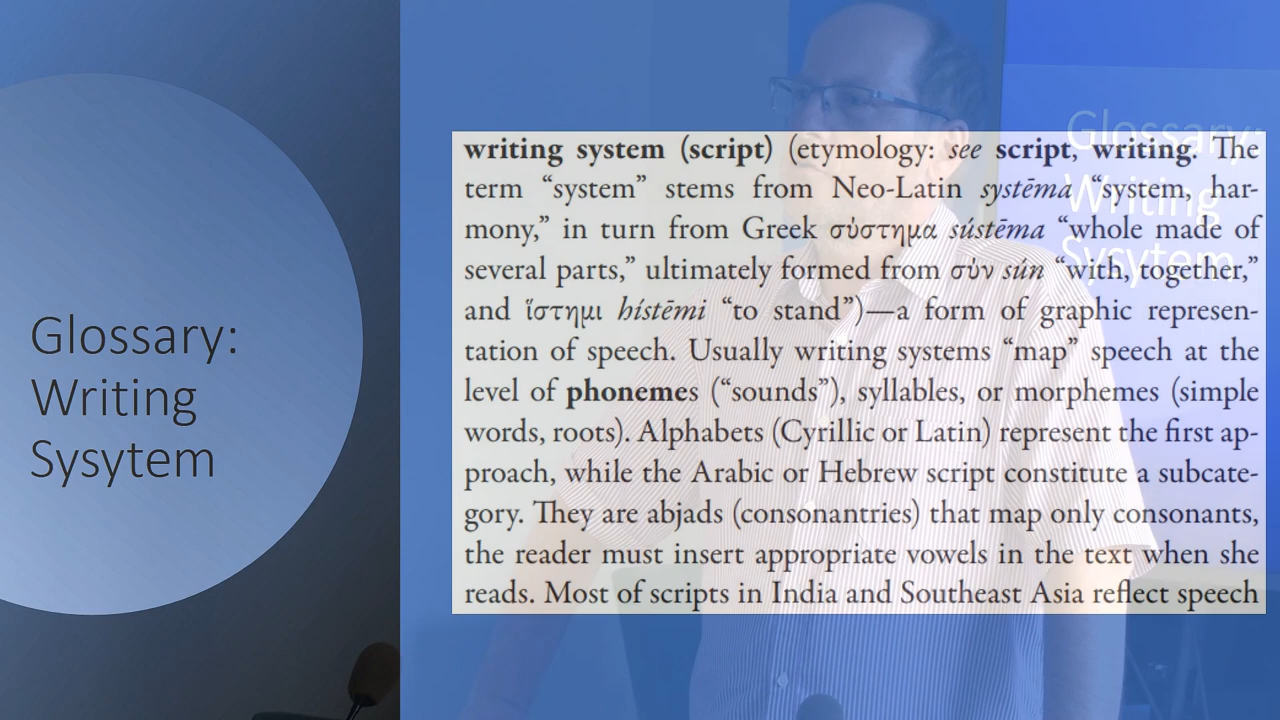 Glossary:
Writing
Sysytem
writing system (script) (etymology: see script, writing. The
term “system” stems from Neo-Latin systēma “system, har-
mony,” in turn from Greek σύστημα sústēma “whole made of
several parts,” ultimately formed from σὺν sún “with, together,”
and ἵστημι hístēmi “to stand”)—a form of graphic represen-
tation of speech. Usually writing systems “map” speech at the
level of phonemes (“sounds”), syllables, or morphemes (simple
words, roots). Alphabets (Cyrillic or Latin) represent the first ap-
proach, while the Arabic or Hebrew script constitute a subcate-
gory. They are abjads (consonantries) that map only consonants,
the reader must insert appropriate vowels in the text when she
reads. Most of scripts in India and Southeast Asia reflect speech
Glossary:
Writing
Sysytem